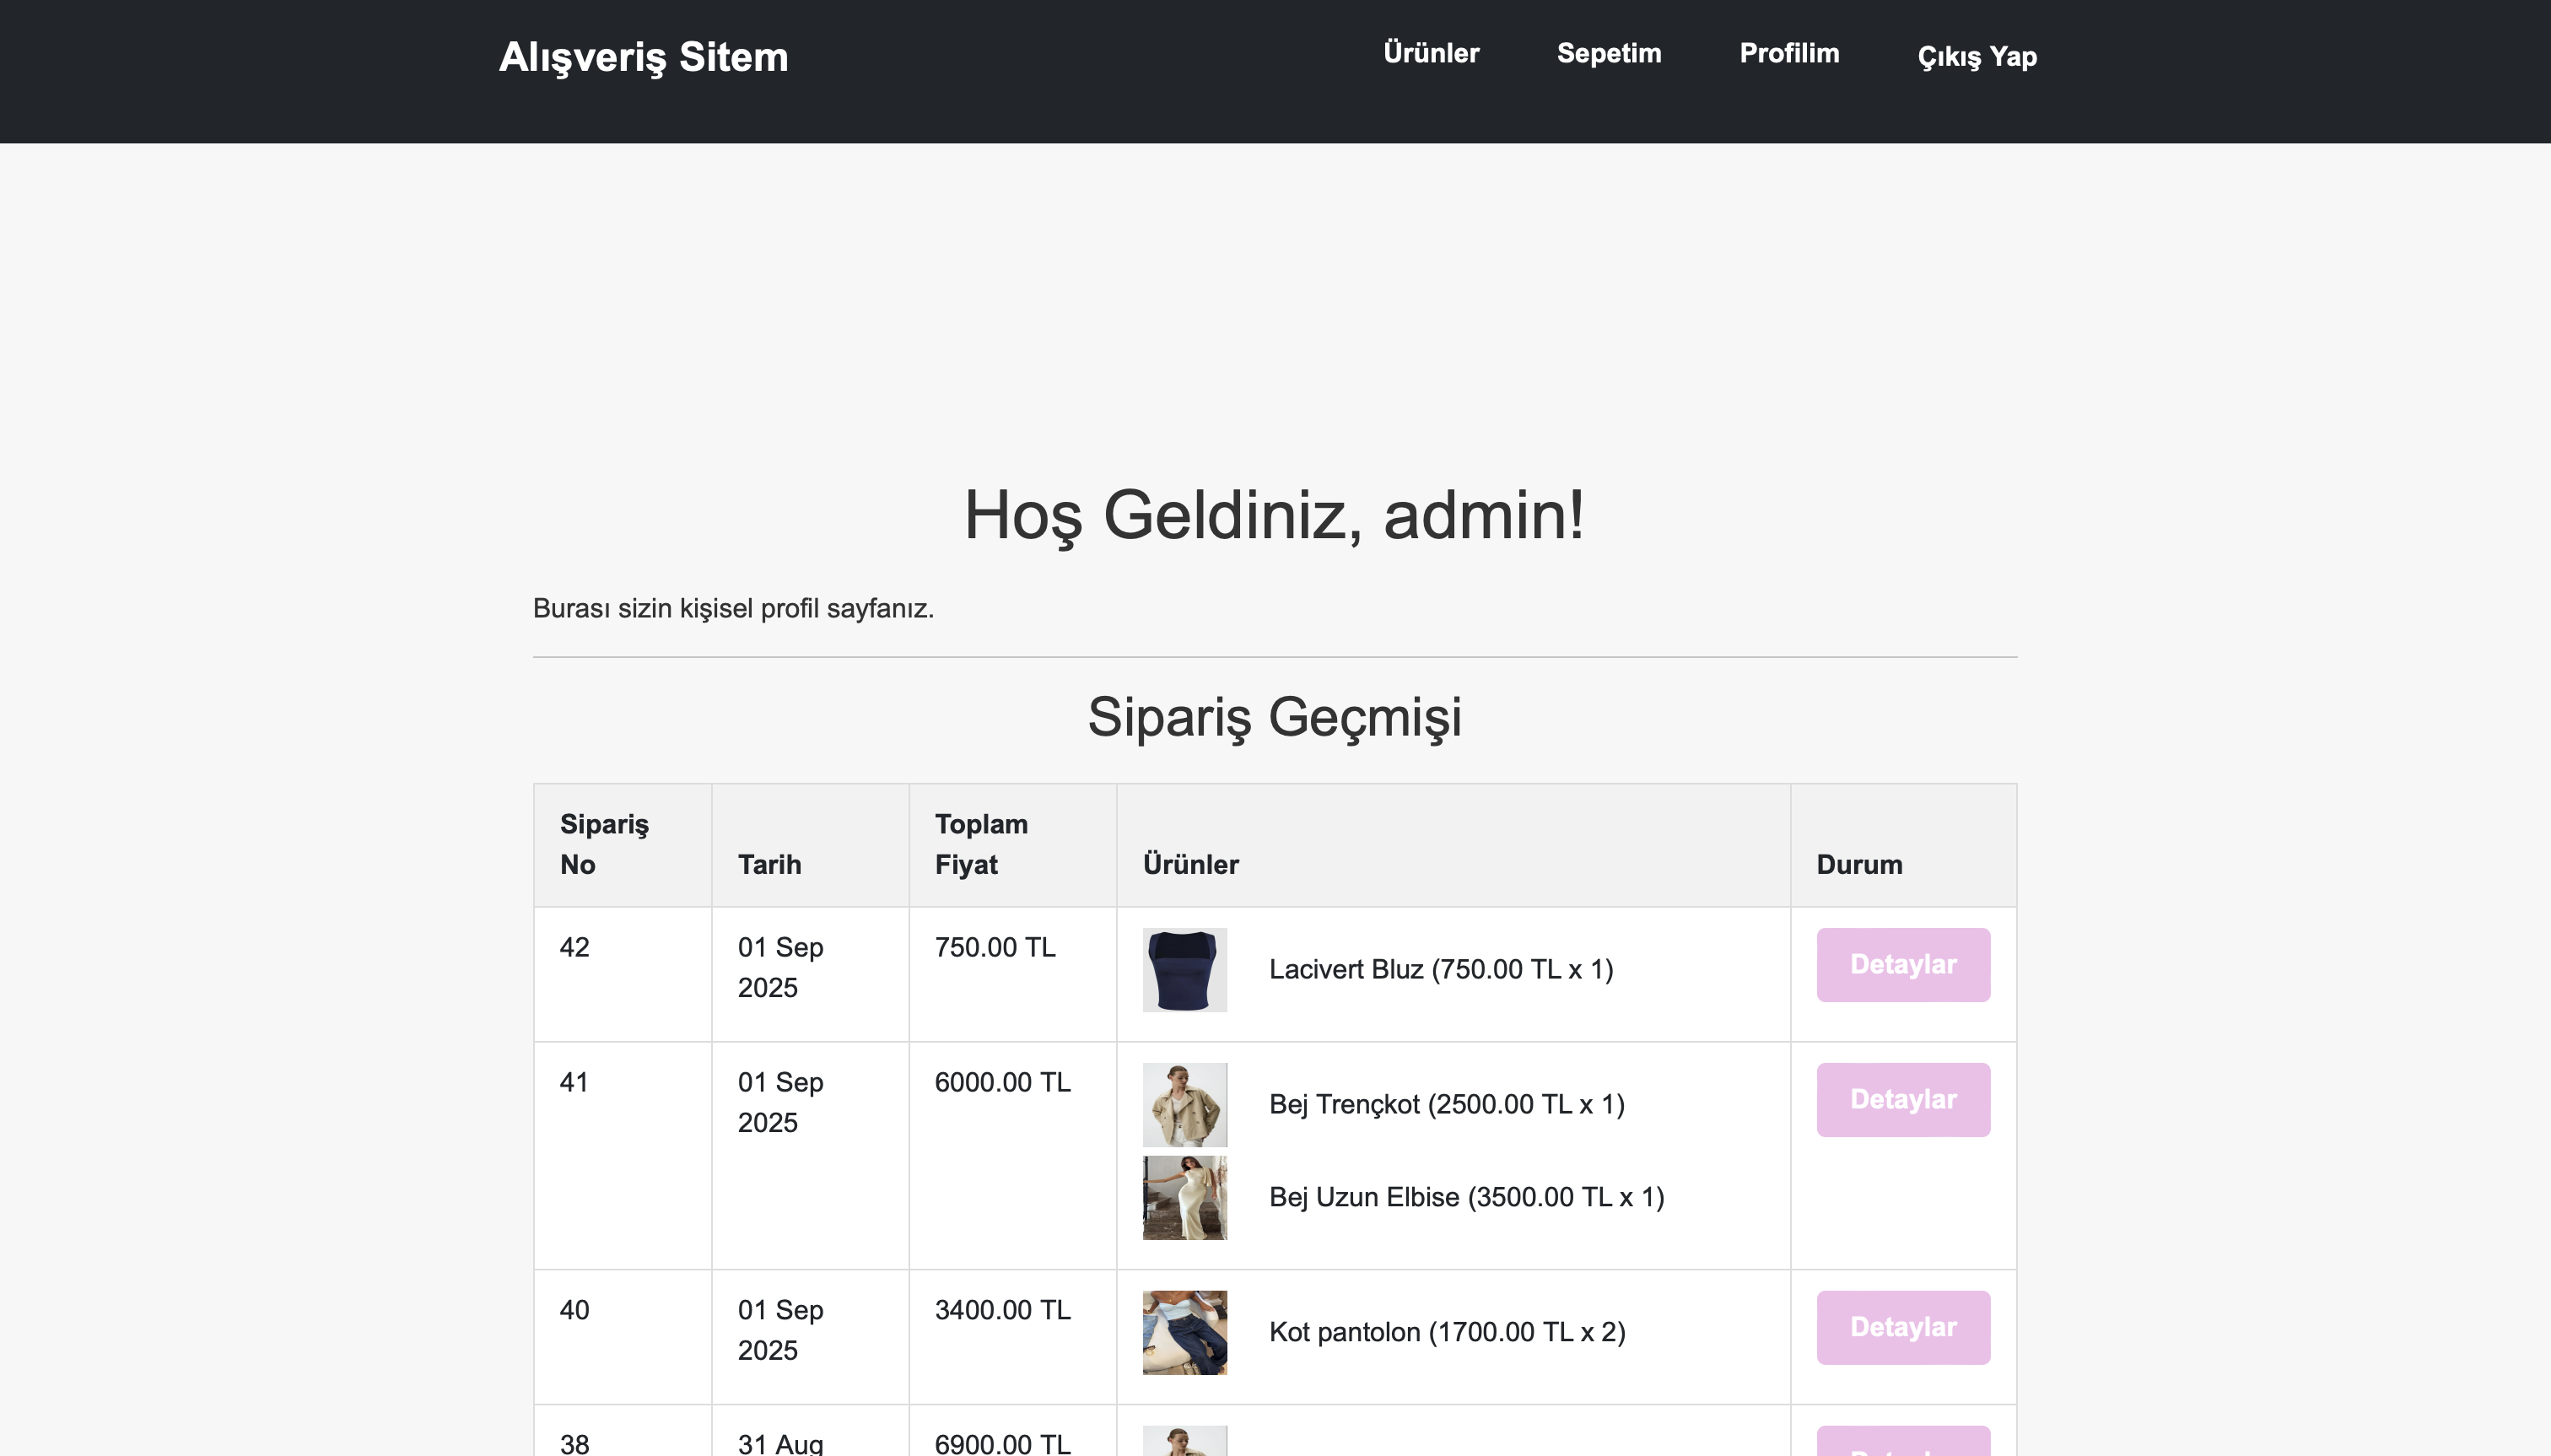 Alışveriş Sitem
Ürünler
Sepetim
Profilim
Çıkış Yap
Hoş Geldiniz, admin!
Burası sizin kişisel profil sayfanız.
Sipariş Geçmişi
Sipariş
No
Tarih
Toplam
Fiyat
Ürünler
Durum
42
01 Sep
2025
750.00 TL
Lacivert Bluz (750.00 TL x 1)
Detaylar
41
01 Sep
2025
6000.00 TL
Bej Trençkot (2500.00 TL x 1)
Bej Uzun Elbise (3500.00 TL x 1)
Detaylar
40
01 Sep
2025
3400.00 TL
Kot pantolon (1700.00 TL x 2)
Detaylar
38
31 Aug
6900.00 TL